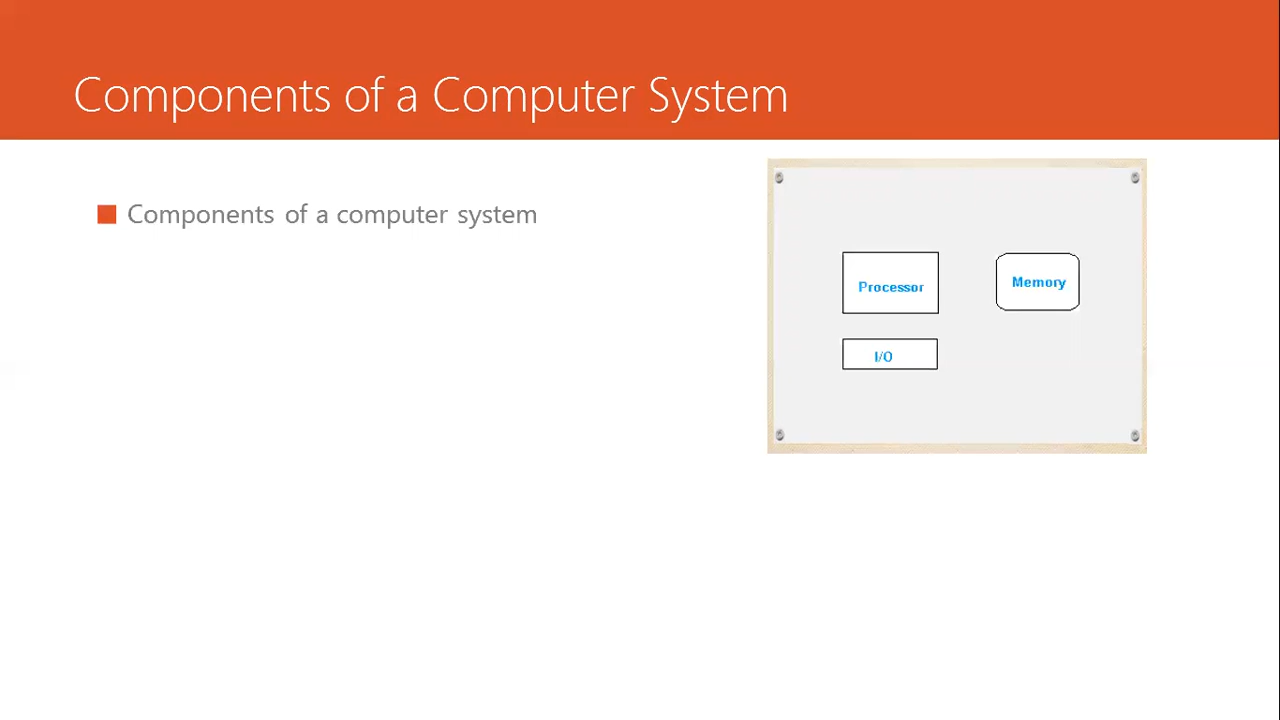 Components of a Computer System
Components of a computer system
Processor
Memory
I/O